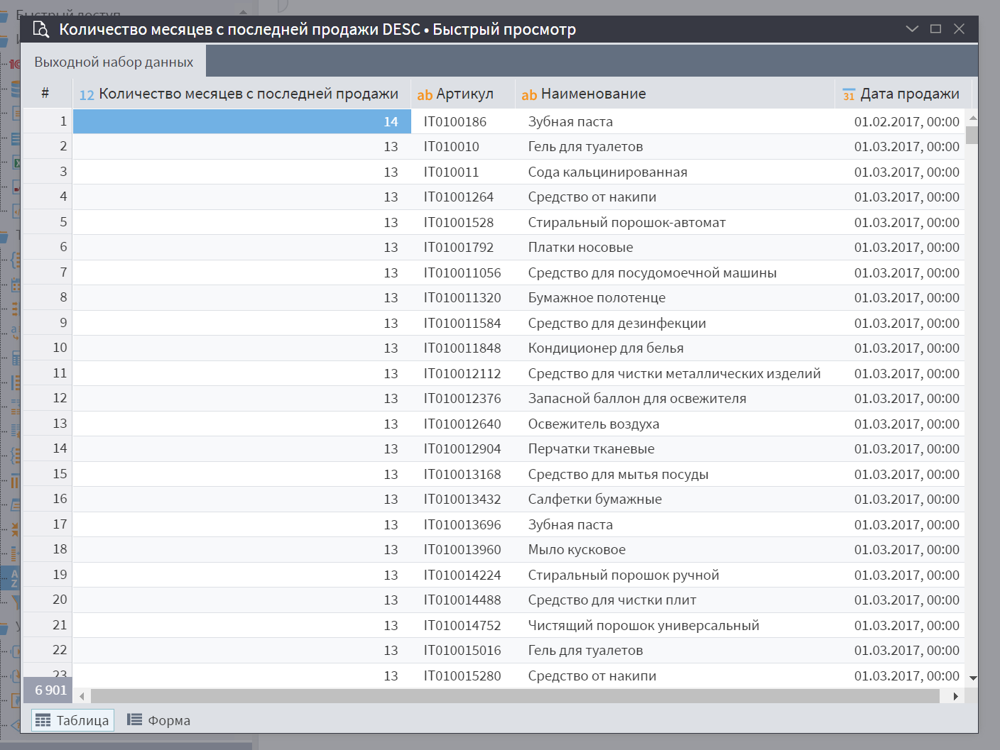 Быстрый доступ
Количество месяцев с последней продажи DESC • Быстрый просмотр
Выходной набор данных
# 12 Количество месяцев с последней продажи ab Артикул ab Наименование 31 Дата продажи
1 14 IT0100186 Зубная паста 01.02.2017, 00:00
2 13 IT010010 Гель для туалетов 01.03.2017, 00:00
3 13 IT010011 Сода кальцинированная 01.03.2017, 00:00
4 13 IT01001264 Средство от накипи 01.03.2017, 00:00
5 13 IT01001528 Стиральный порошок-автомат 01.03.2017, 00:00
6 13 IT01001792 Платки носовые 01.03.2017, 00:00
7 13 IT010011056 Средство для посудомоечной машины 01.03.2017, 00:00
8 13 IT010011320 Бумажное полотенце 01.03.2017, 00:00
9 13 IT010011584 Средство для дезинфекции 01.03.2017, 00:00
10 13 IT010011848 Кондиционер для белья 01.03.2017, 00:00
11 13 IT010012112 Средство для чистки металлических изделий 01.03.2017, 00:00
12 13 IT010012376 Запасной баллон для освежителя 01.03.2017, 00:00
13 13 IT010012640 Освежитель воздуха 01.03.2017, 00:00
14 13 IT010012904 Перчатки тканевые 01.03.2017, 00:00
15 13 IT010013168 Средство для мытья посуды 01.03.2017, 00:00
16 13 IT010013432 Салфетки бумажные 01.03.2017, 00:00
17 13 IT010013696 Зубная паста 01.03.2017, 00:00
18 13 IT010013960 Мыло кусковое 01.03.2017, 00:00
19 13 IT010014224 Стиральный порошок ручной 01.03.2017, 00:00
20 13 IT010014488 Средство для чистки плит 01.03.2017, 00:00
21 13 IT010014752 Чистящий порошок универсальный 01.03.2017, 00:00
22 13 IT010015016 Гель для туалетов 01.03.2017, 00:00
23 13 IT010015280 Средство от накипи 01.03.2017, 00:00
6 901
Таблица Форма